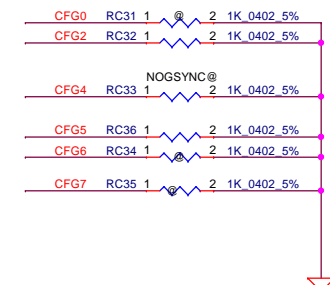 CFG0 RC31 1 @ 2 1K_0402_5%
CFG2 RC32 1 2 1K_0402_5%
NOGSYNC@
CFG4 RC33 1 2 1K_0402_5%
CFG5 RC36 1 2 1K_0402_5%
CFG6 RC34 1 @ 2 1K_0402_5%
CFG7 RC35 1 @ 2 1K_0402_5%